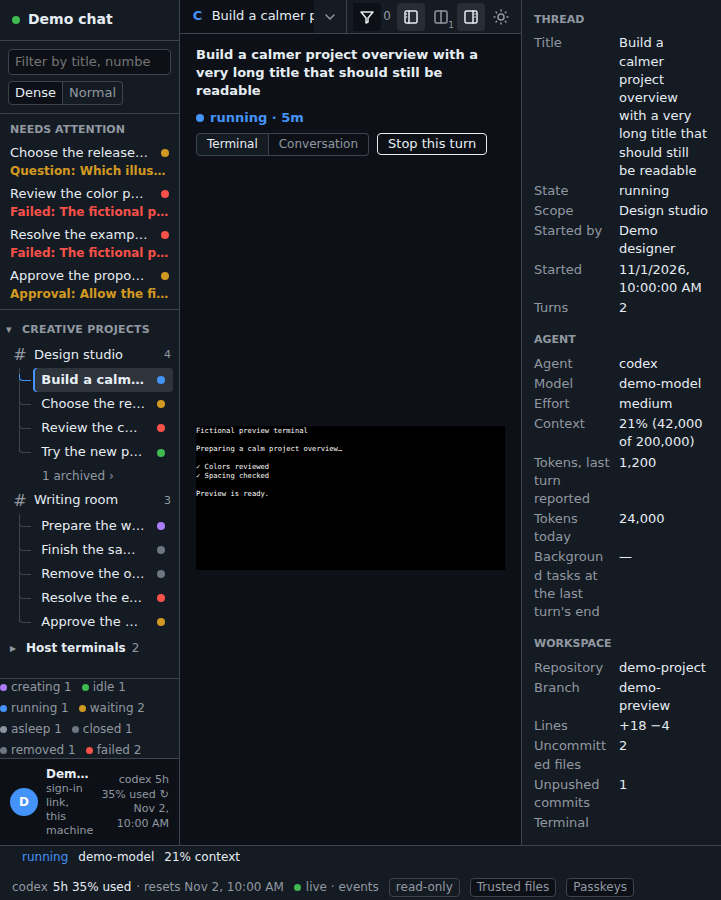 Demo chat
Filter by title, numbe
Dense Normal
NEEDS ATTENTION
Choose the release…
Question: Which illus…
Review the color p…
Failed: The fictional p…
Resolve the examp…
Failed: The fictional p…
Approve the propo…
Approval: Allow the fi…
▾ CREATIVE PROJECTS
# Design studio 4
Build a calm…
Choose the re…
Review the c…
Try the new p…
1 archived ›
# Writing room 3
Prepare the w…
Finish the sa…
Remove the o…
Resolve the e…
Approve the …
▸ Host terminals 2
creating 1 idle 1
running 1 waiting 2
asleep 1 closed 1
removed 1 failed 2
D
Dem…
sign-in
link,
this
machine
codex 5h
35% used ↻
Nov 2,
10:00 AM
C Build a calmer p
0
1
Build a calmer project overview with a
very long title that should still be
readable
running · 5m
Terminal Conversation Stop this turn
Fictional preview terminal
Preparing a calm project overview…
✓ Colors reviewed
✓ Spacing checked
Preview is ready.
THREAD
Title Build a
calmer
project
overview
with a very
long title that
should still
be readable
State running
Scope Design studio
Started by Demo
designer
Started 11/1/2026,
10:00:00 AM
Turns 2
AGENT
Agent codex
Model demo-model
Effort medium
Context 21% (42,000
of 200,000)
Tokens, last 1,200
turn
reported
Tokens 24,000
today
Backgroun —
d tasks at
the last
turn's end
WORKSPACE
Repository demo-project
Branch demo-
preview
Lines +18 −4
Uncommitt 2
ed files
Unpushed 1
commits
Terminal
running demo-model 21% context
codex 5h 35% used · resets Nov 2, 10:00 AM live · events read-only Trusted files Passkeys